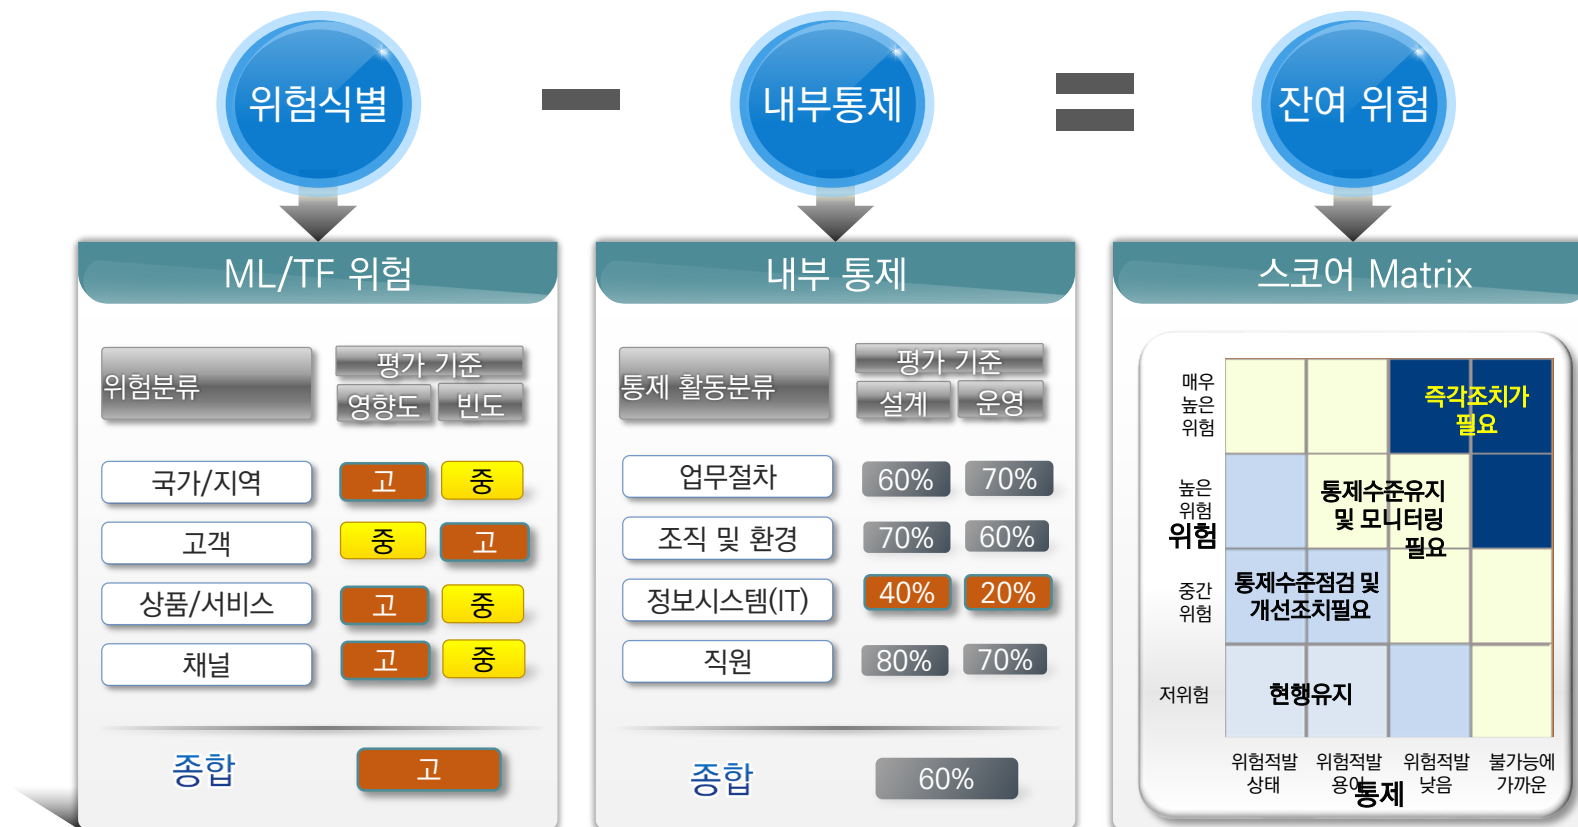 위험식별
내부통제
잔여 위험
ML/TF 위험
위험분류
평가 기준
영향도 빈도
국가/지역 고 중
고객 중 고
상품/서비스 고 중
채널 고 중
종합 고
내부 통제
통제 활동분류
평가 기준
설계 운영
업무절차 60% 70%
조직 및 환경 70% 60%
정보시스템(IT) 40% 20%
직원 80% 70%
종합 60%
스코어 Matrix
매우
높은
위험
즉각조치가
필요
높은
위험
위험
통제수준유지
및 모니터링
필요
중간
위험
통제수준점검 및
개선조치필요
저위험
현행유지
위험적발
상태
위험적발
용이
위험적발
낮음
불가능에
가까운
통제